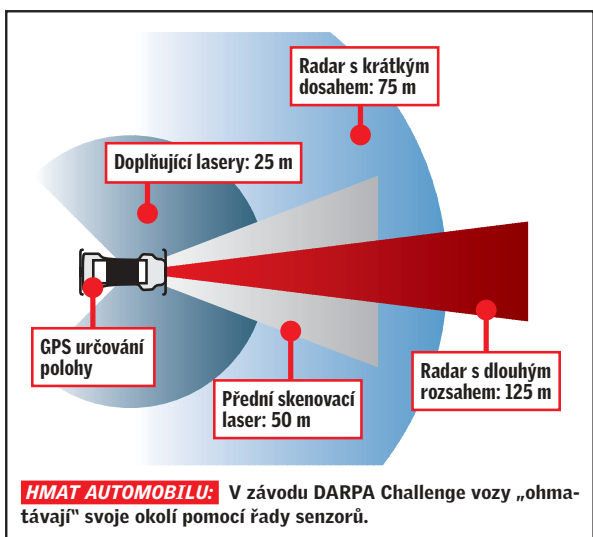 Radar s krátkým
dosahem: 75 m
Doplňující lasery: 25 m
GPS určování
polohy
Přední skenovací
laser: 50 m
Radar s dlouhým
rozsahem: 125 m
HMAT AUTOMOBILU: V závodu DARPA Challenge vozy „ohma-
távají“ svoje okolí pomocí řady senzorů.